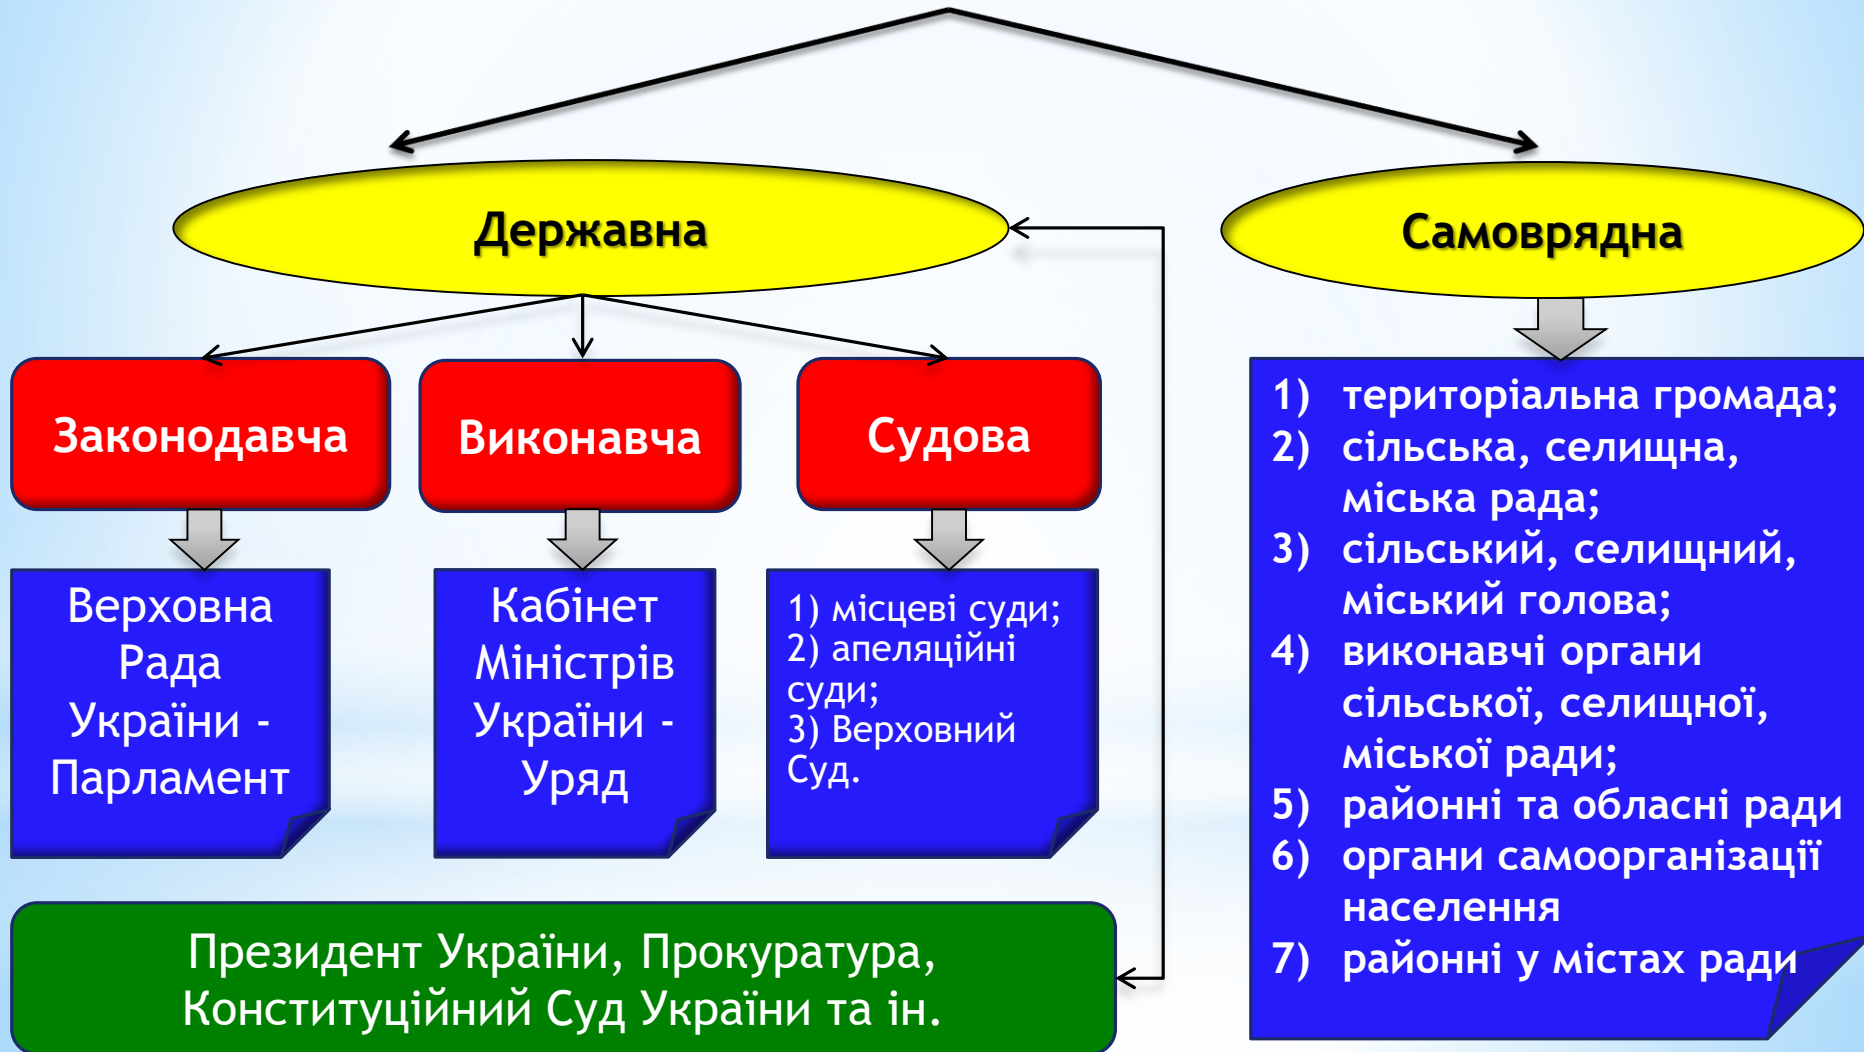 Державна
Самоврядна
Законодавча
Виконавча
Судова
Верховна
Рада
України -
Парламент
Кабінет
Міністрів
України -
Уряд
1) місцеві суди;
2) апеляційні
суди;
3) Верховний
Суд.
1) територіальна громада;
2) сільська, селищна,
міська рада;
3) сільський, селищний,
міський голова;
4) виконавчі органи
сільської, селищної,
міської ради;
5) районні та обласні ради
6) органи самоорганізації
населення
7) районні у містах ради
Президент України, Прокуратура,
Конституційний Суд України та ін.